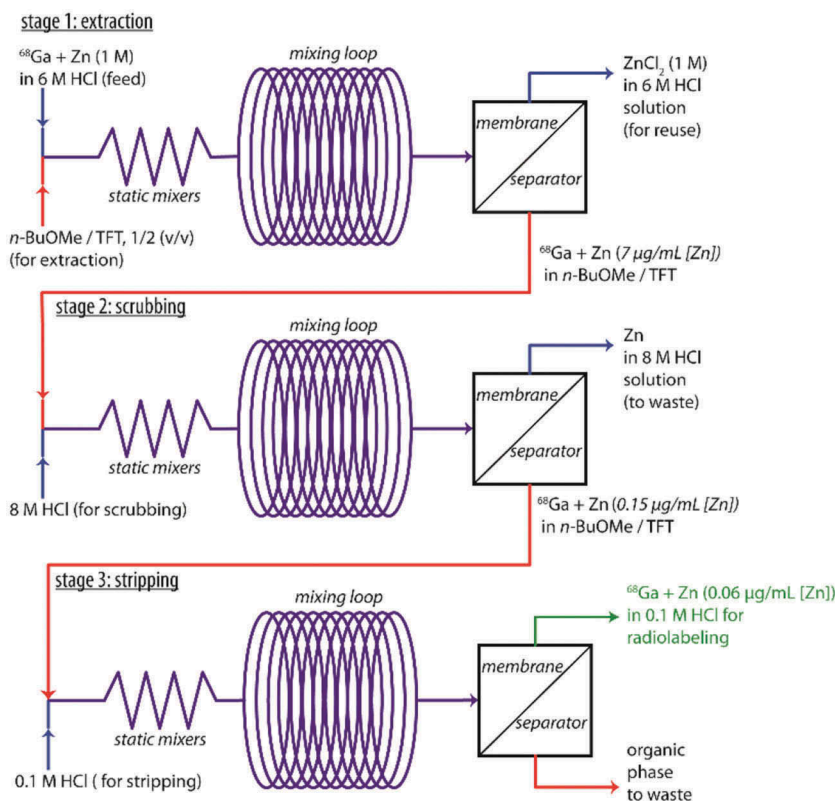 stage 1: extraction
⁶⁸Ga + Zn (1 M)
in 6 M HCl (feed)
mixing loop
static mixers
n-BuOMe / TFT, 1/2 (v/v)
(for extraction)
membrane
separator
ZnCl₂ (1 M)
in 6 M HCl
solution
(for reuse)
⁶⁸Ga + Zn (7 µg/mL [Zn])
in n-BuOMe / TFT
stage 2: scrubbing
mixing loop
static mixers
8 M HCl (for scrubbing)
membrane
separator
Zn
in 8 M HCl
solution
(to waste)
⁶⁸Ga + Zn (0.15 µg/mL [Zn])
in n-BuOMe / TFT
stage 3: stripping
mixing loop
static mixers
0.1 M HCl ( for stripping)
membrane
separator
⁶⁸Ga + Zn (0.06 µg/mL [Zn])
in 0.1 M HCl for
radiolabeling
organic
phase
to waste